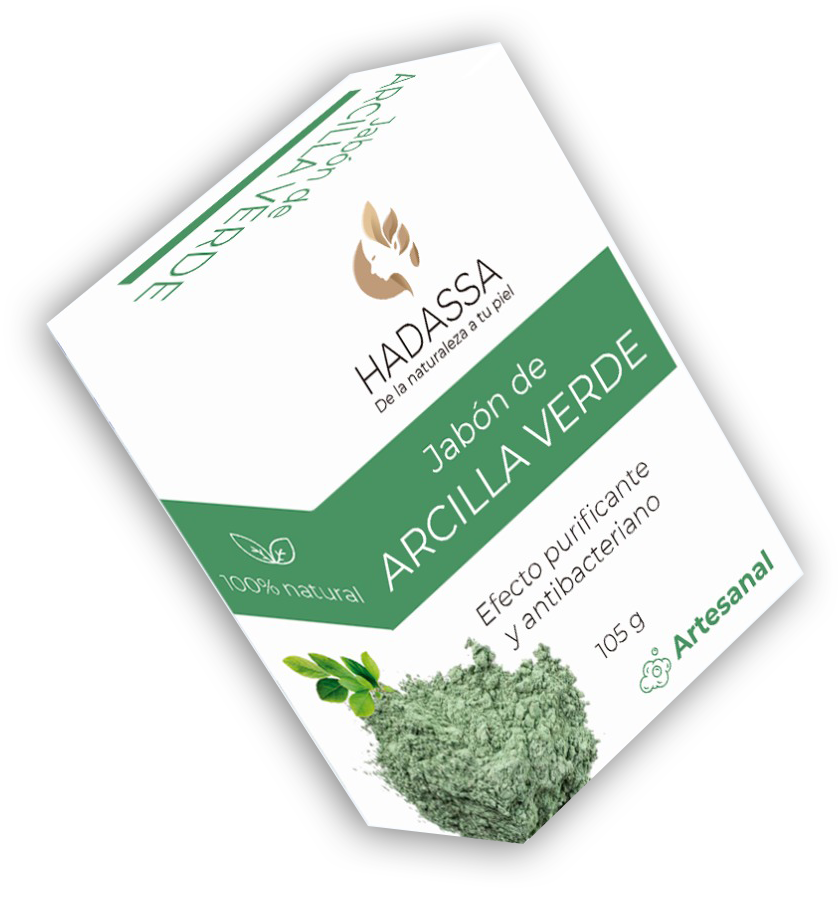 Jabón de
ARCILLA VERDE
HADASSA
De la naturaleza a tu piel
Jabón de
ARCILLA VERDE
100% natural
Efecto purificante
y antibacteriano
105 g
Artesanal